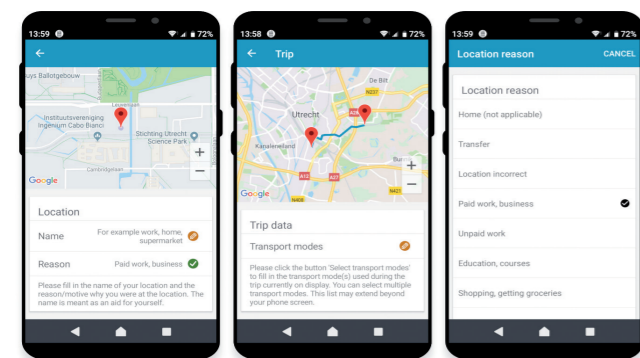 13:59
72%
uys Ballotgebouw
Leuvenlaan
Instituutsvereniging
Ingenium Cabo Bianco
Stichting Utrecht
Science Park
Cambridgelaan
+
−
Google
Location
Name
For example work, home,
supermarket
Reason
Paid work, business
Please fill in the name of your location and the
reason/motive why you were at the location. The
name is meant as an aid for yourself.
13:58
72%
Trip
De Bilt
N237
Utrecht
A28
Kapaleneiland
A12
A27
Bun
+
−
N421
Google
N408
Trip data
Transport modes
Please click the button 'Select transport modes'
to fill in the transport mode(s) used during the
trip currently on display. You can select multiple
transport modes. This list may extend beyond
your phone screen.
13:59
72%
Location reason
CANCEL
Location reason
Home (not applicable)
Transfer
Location incorrect
Paid work, business
Unpaid work
Education, courses
Shopping, getting groceries